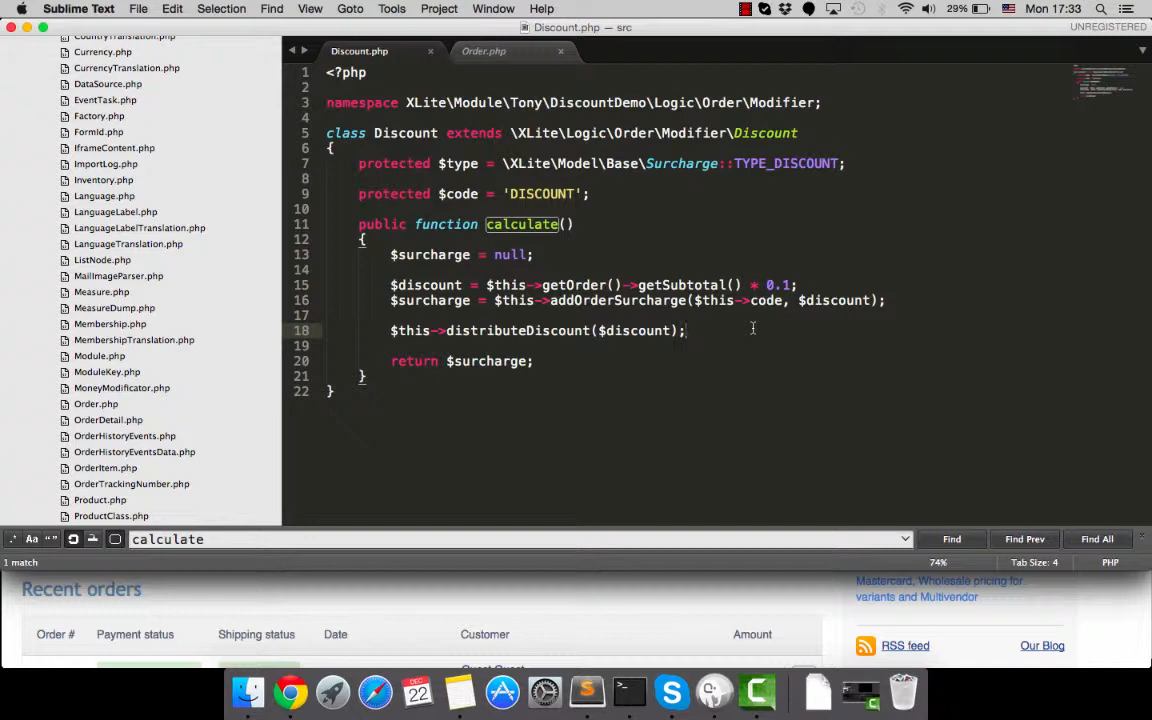 Sublime Text File Edit Selection Find View Goto Tools Project Window Help 29% Mon 17:33
Discount.php — src UNREGISTERED
CountryTranslation.php
Currency.php
CurrencyTranslation.php
DataSource.php
EventTask.php
Factory.php
FormId.php
IframeContent.php
ImportLog.php
Inventory.php
Language.php
LanguageLabel.php
LanguageLabelTranslation.php
LanguageTranslation.php
ListNode.php
MailImageParser.php
Measure.php
MeasureDump.php
Membership.php
MembershipTranslation.php
Module.php
ModuleKey.php
MoneyModificator.php
Order.php
OrderDetail.php
OrderHistoryEvents.php
OrderHistoryEventsData.php
OrderItem.php
OrderTrackingNumber.php
Product.php
ProductClass.php
Discount.php × Order.php ×
1 <?php
2
3 namespace XLite\Module\Tony\DiscountDemo\Logic\Order\Modifier;
4
5 class Discount extends \XLite\Logic\Order\Modifier\Discount
6 {
7 protected $type = \XLite\Model\Base\Surcharge::TYPE_DISCOUNT;
8
9 protected $code = 'DISCOUNT';
10
11 public function calculate()
12 {
13 $surcharge = null;
14
15 $discount = $this->getOrder()->getSubtotal() * 0.1;
16 $surcharge = $this->addOrderSurcharge($this->code, $discount);
17
18 $this->distributeDiscount($discount);
19
20 return $surcharge;
21 }
22 }
.* Aa “” calculate Find Find Prev Find All ×
1 match 74% Tab Size: 4 PHP
Recent orders
Order # Payment status Shipping status Date Customer Amount
Guest Guest
Mastercard, Wholesale pricing for
variants and Multivendor
RSS feed Our Blog
DEC
22